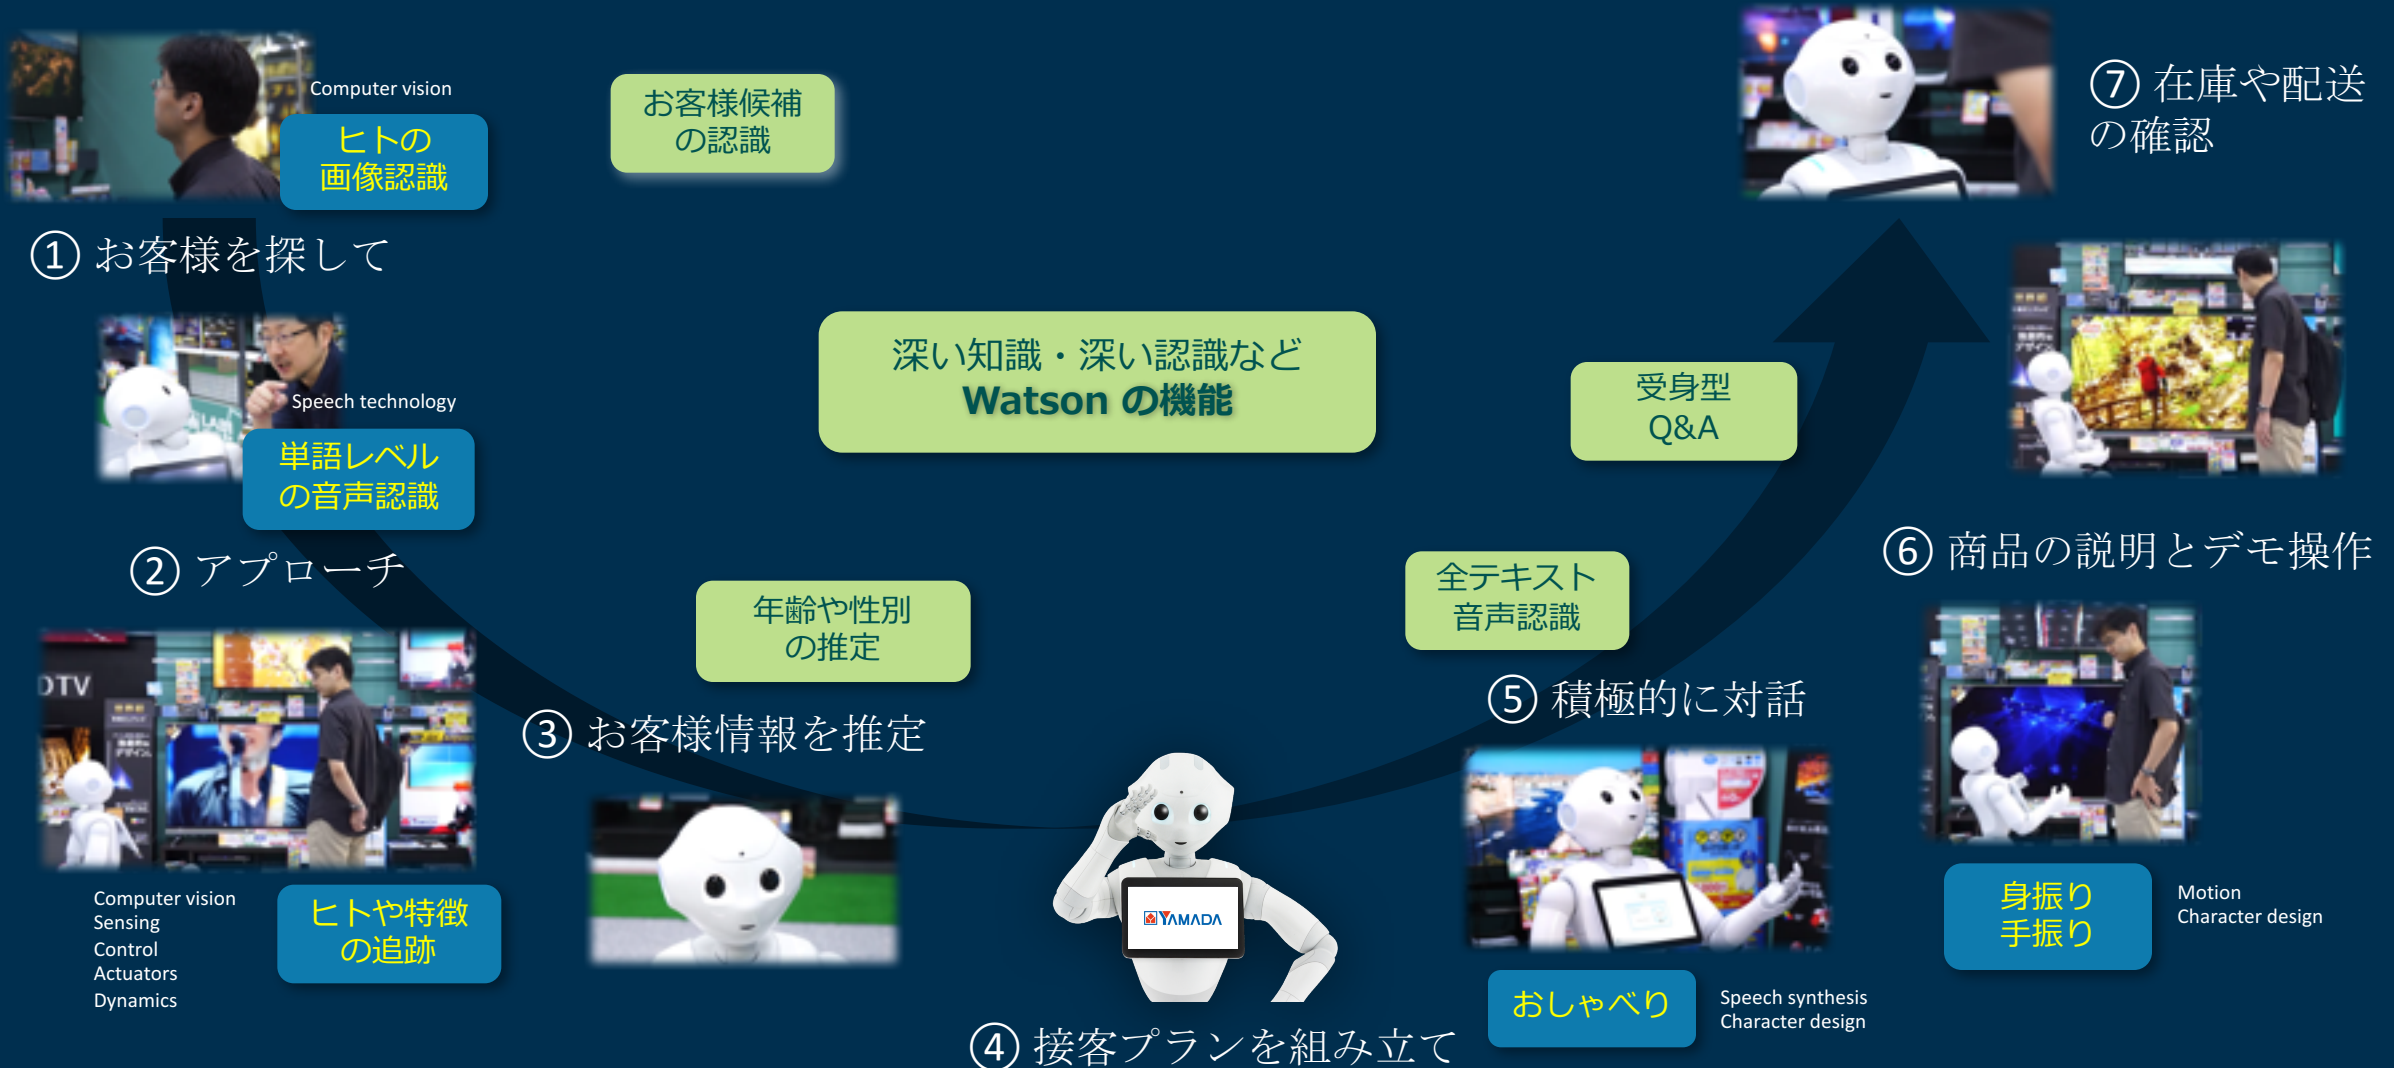 Computer vision
ヒトの
画像認識
お客様候補
の認識
① お客様を探して
Speech technology
単語レベル
の音声認識
② アプローチ
深い知識・深い認識など
Watson の機能
年齢や性別
の推定
③ お客様情報を推定
DTV
Computer vision
Sensing
Control
Actuators
Dynamics
ヒトや特徴
の追跡
YAMADA
④ 接客プランを組み立て
全テキスト
音声認識
⑤ 積極的に対話
おしゃべり
Speech synthesis
Character design
受身型
Q&A
⑥ 商品の説明とデモ操作
身振り
手振り
Motion
Character design
⑦ 在庫や配送
の確認